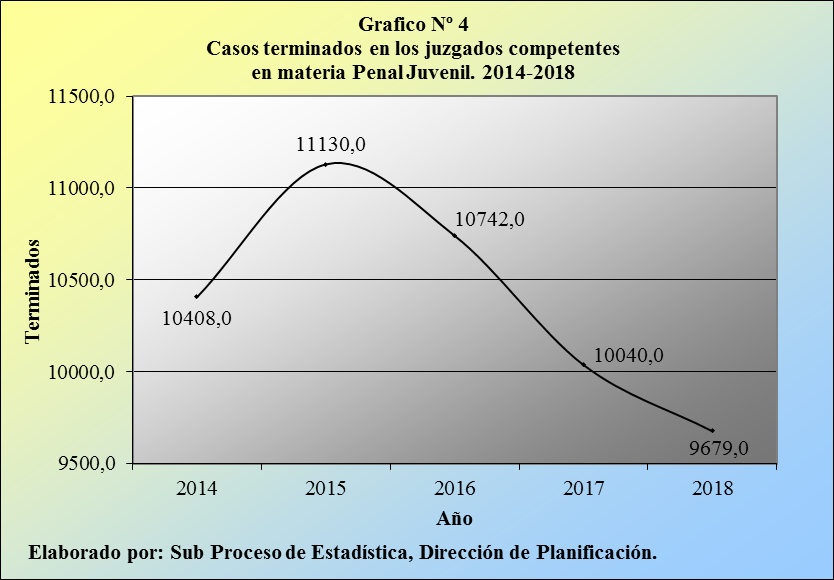 Grafico Nº 4
Casos terminados en los juzgados competentes
en materia Penal Juvenil. 2014-2018
11500,0
11000,0
10500,0
10000,0
9500,0
Terminados
10408,0
11130,0
10742,0
10040,0
9679,0
2014 2015 2016 2017 2018
Año
Elaborado por: Sub Proceso de Estadística, Dirección de Planificación.